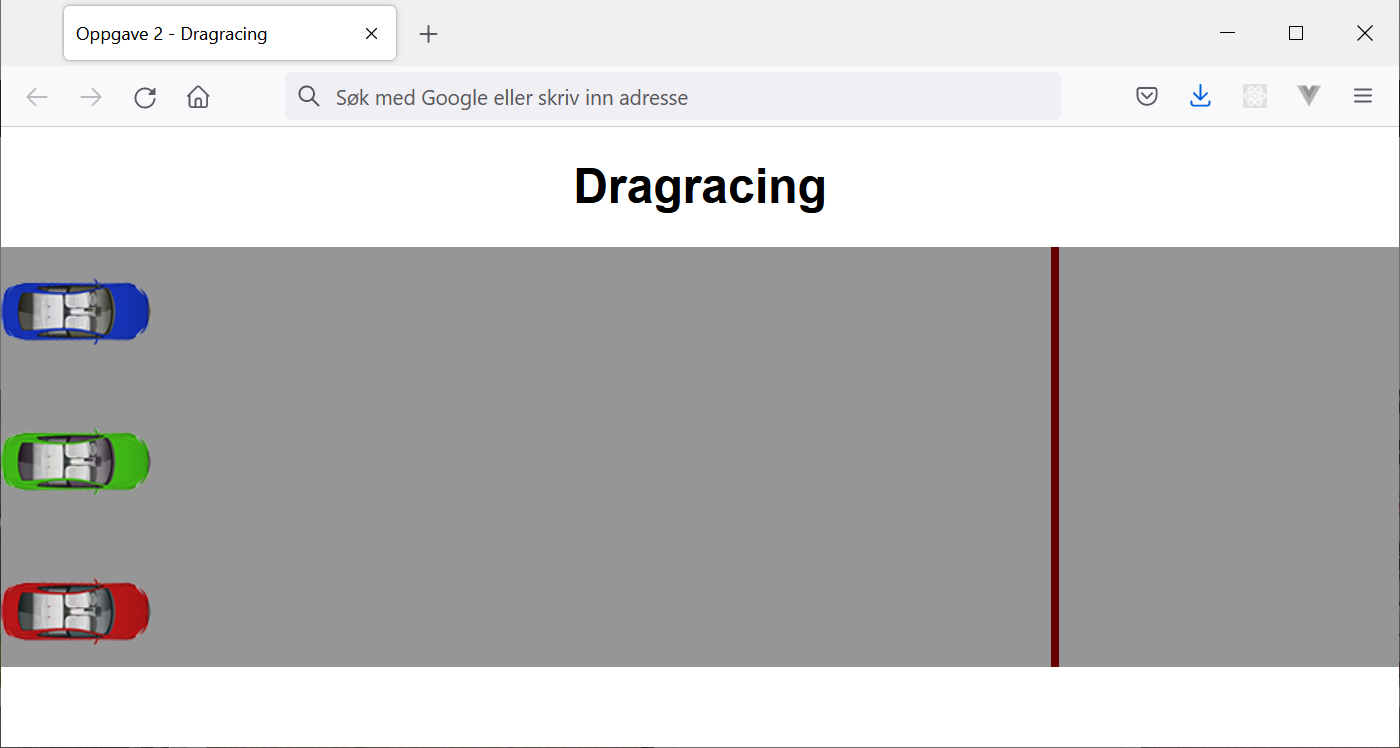 Oppgave 2 - Dragracing
Søk med Google eller skriv inn adresse
Dragracing